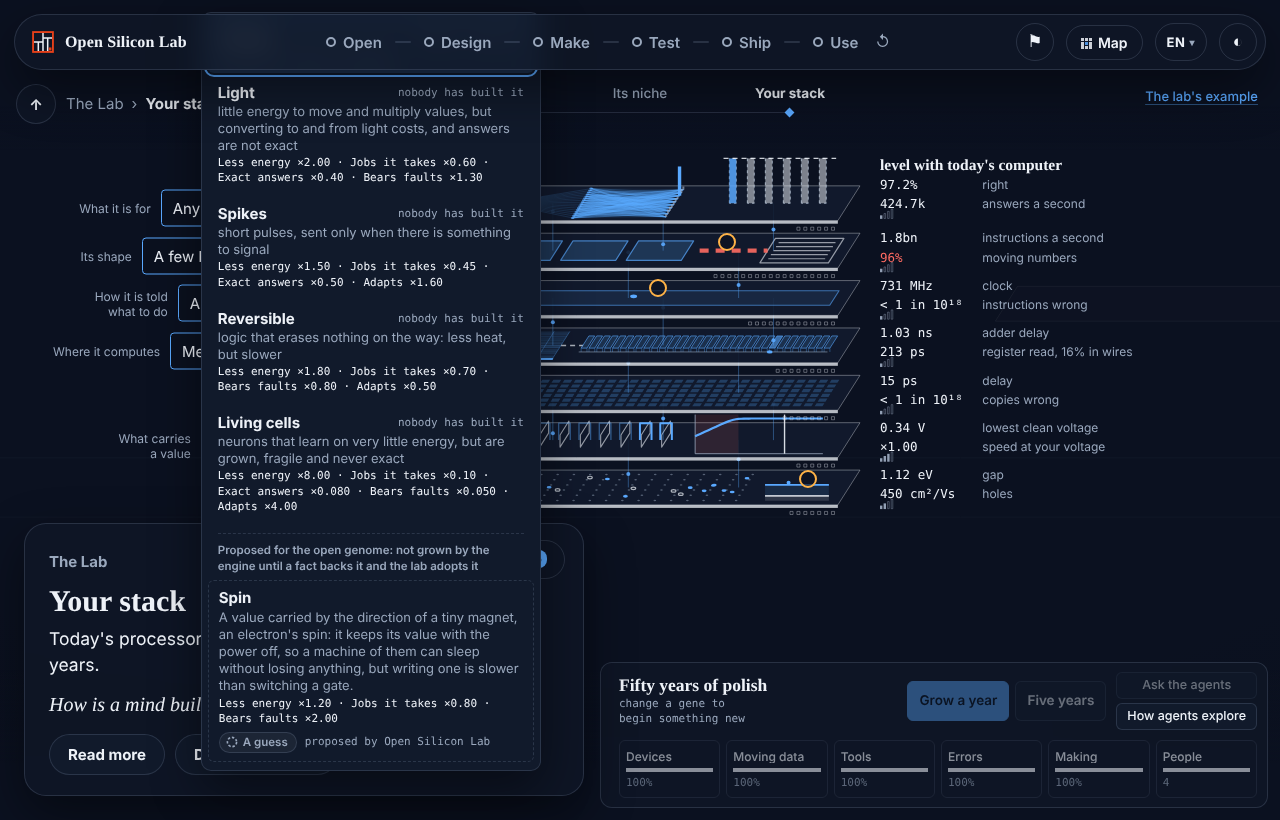 Open Silicon Lab
Open
Design
Make
Test
Ship
Use
Map
EN
The Lab › Your sta
Its niche
Your stack
The lab's example
What it is for
Any
Its shape
A few
How it is told
what to do
A
Where it computes
Me
What carries
a value
Light
nobody has built it
little energy to move and multiply values, but
converting to and from light costs, and answers
are not exact
Less energy ×2.00 · Jobs it takes ×0.60 ·
Exact answers ×0.40 · Bears faults ×1.30
Spikes
nobody has built it
short pulses, sent only when there is something
to signal
Less energy ×1.50 · Jobs it takes ×0.45 ·
Exact answers ×0.50 · Adapts ×1.60
Reversible
nobody has built it
logic that erases nothing on the way: less heat,
but slower
Less energy ×1.80 · Jobs it takes ×0.70 ·
Bears faults ×0.80 · Adapts ×0.50
Living cells
nobody has built it
neurons that learn on very little energy, but are
grown, fragile and never exact
Less energy ×8.00 · Jobs it takes ×0.10 ·
Exact answers ×0.080 · Bears faults ×0.050 ·
Adapts ×4.00
Proposed for the open genome: not grown by the
engine until a fact backs it and the lab adopts it
Spin
A value carried by the direction of a tiny magnet,
an electron's spin: it keeps its value with the
power off, so a machine of them can sleep
without losing anything, but writing one is slower
than switching a gate.
Less energy ×1.20 · Jobs it takes ×0.80 ·
Bears faults ×2.00
A guess
proposed by Open Silicon Lab
level with today's computer
97.2% right
424.7k answers a second
1.8bn instructions a second
96% moving numbers
731 MHz clock
< 1 in 10¹⁸ instructions wrong
1.03 ns adder delay
213 ps register read, 16% in wires
15 ps delay
< 1 in 10¹⁸ copies wrong
0.34 V lowest clean voltage
×1.00 speed at your voltage
1.12 eV gap
450 cm²/Vs holes
The Lab
Your stack
Today's processor
years.
How is a mind buil
Read more
Fifty years of polish
change a gene to
begin something new
Grow a year
Five years
Ask the agents
How agents explore
Devices
100%
Moving data
100%
Tools
100%
Errors
100%
Making
100%
People
4